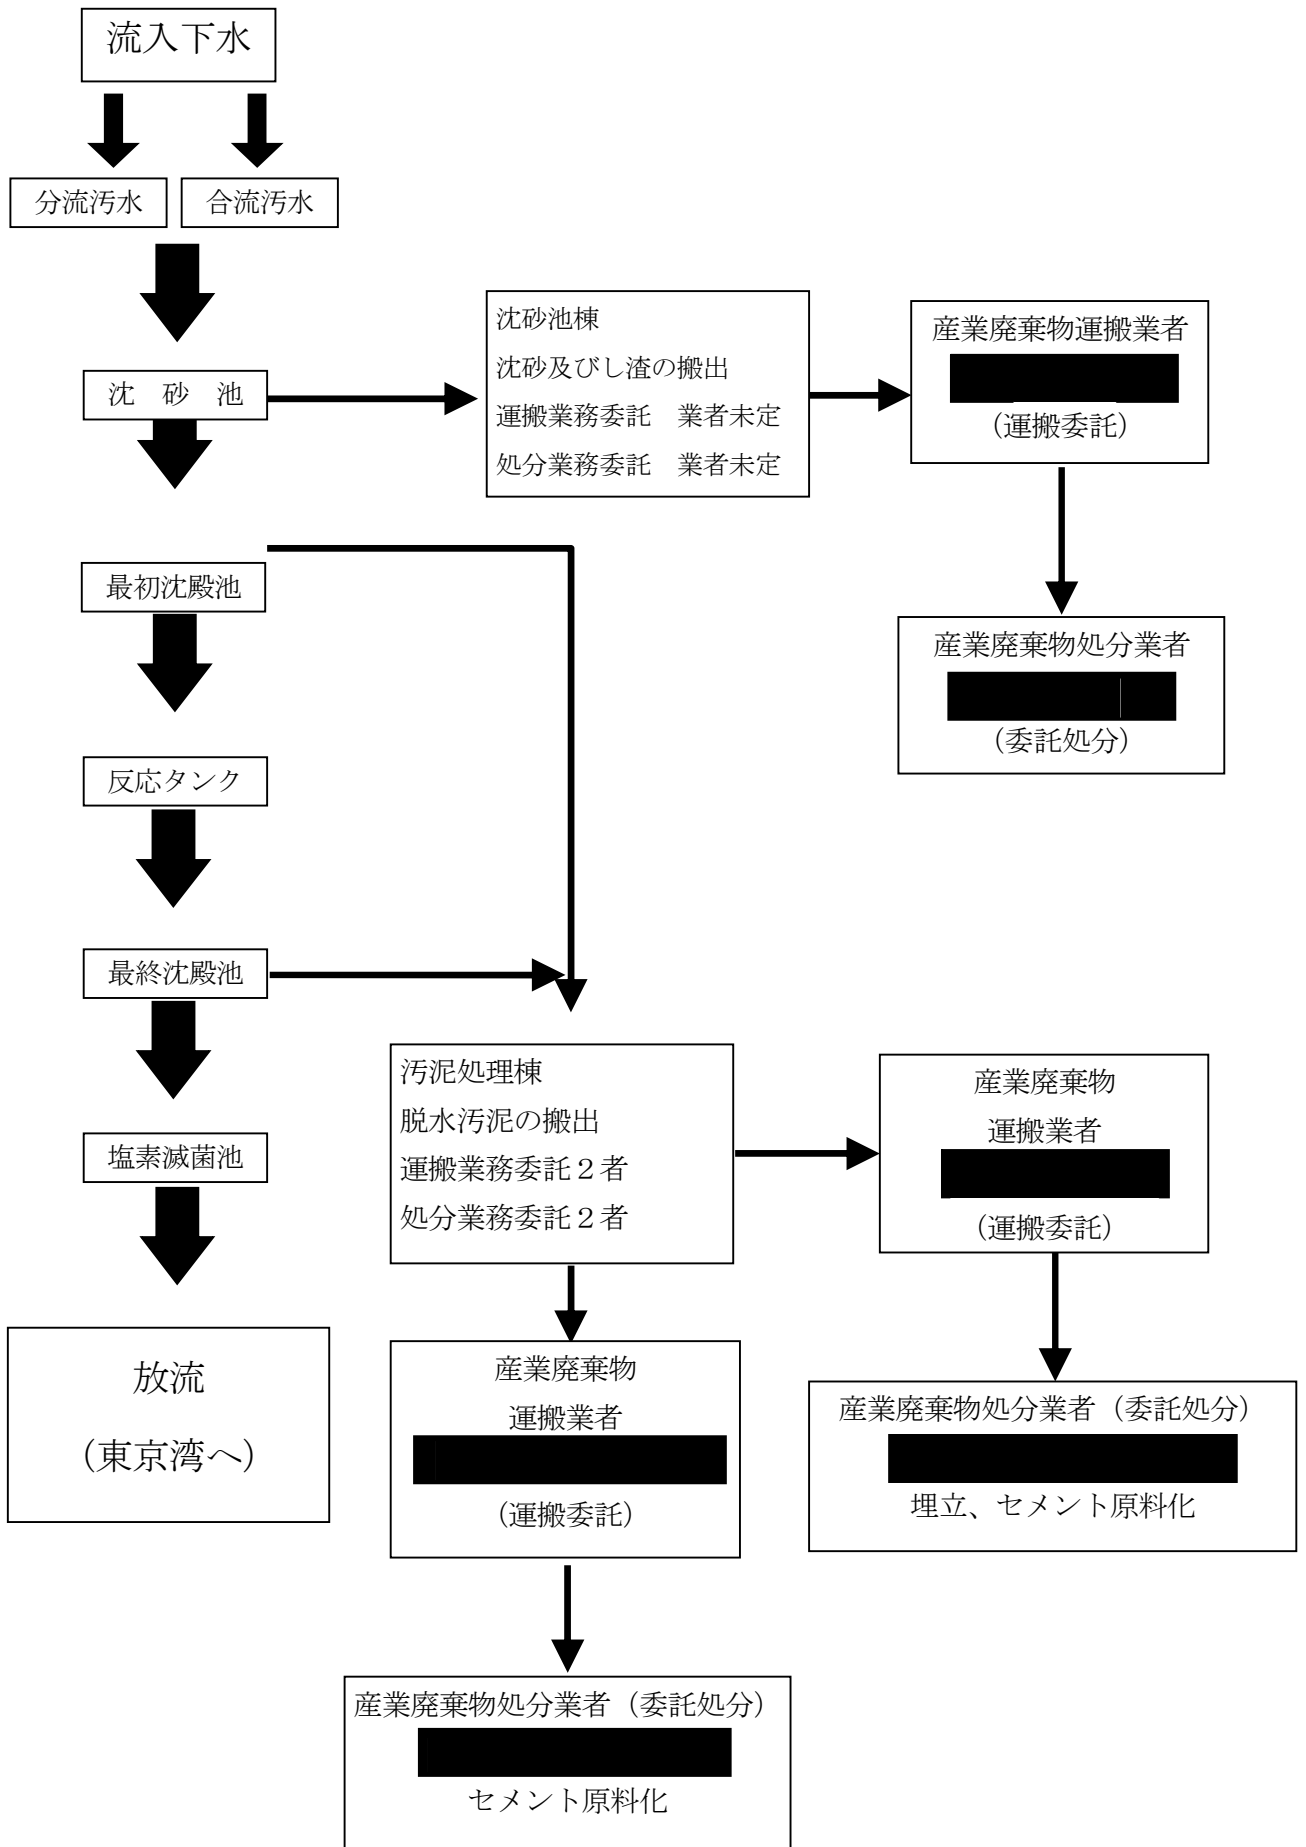 流入下水
分流汚水
合流汚水
沈　砂　池
沈砂池棟
沈砂及びし渣の搬出
運搬業務委託　業者未定
処分業務委託　業者未定
産業廃棄物運搬業者
（運搬委託）
産業廃棄物処分業者
（委託処分）
最初沈殿池
反応タンク
最終沈殿池
塩素滅菌池
放流
（東京湾へ）
汚泥処理棟
脱水汚泥の搬出
運搬業務委託２者
処分業務委託２者
産業廃棄物
運搬業者
（運搬委託）
産業廃棄物処分業者（委託処分）
埋立、セメント原料化
産業廃棄物
運搬業者
（運搬委託）
産業廃棄物処分業者（委託処分）
セメント原料化